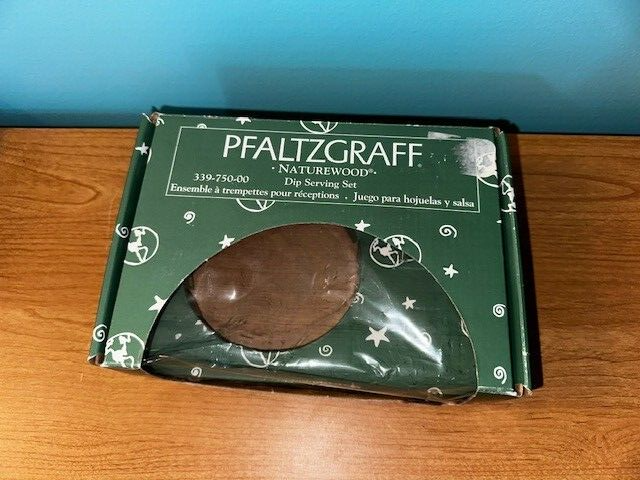 PFALTZGRAFF®
· NATUREWOOD® ·
339-750-00
Dip Serving Set
Ensemble à trempettes pour réceptions · Juego para hojuelas y salsa